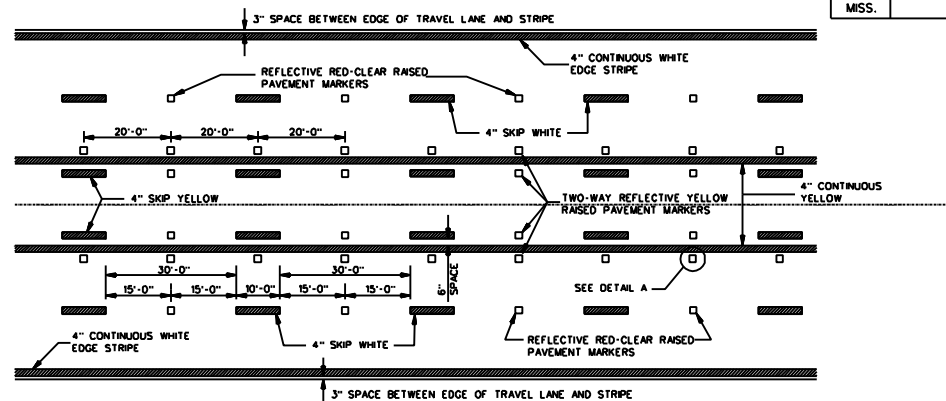 3" SPACE BETWEEN EDGE OF TRAVEL LANE AND STRIPE
MISS.
4" CONTINUOUS WHITE
EDGE STRIPE
REFLECTIVE RED-CLEAR RAISED
PAVEMENT MARKERS
4" SKIP WHITE
20'-0" 20'-0" 20'-0"
4" SKIP YELLOW
TWO-WAY REFLECTIVE YELLOW
RAISED PAVEMENT MARKERS
4" CONTINUOUS
YELLOW
30'-0" 30'-0"
15'-0" 15'-0" 10'-0" 15'-0" 15'-0"
6"
SPACE
SEE DETAIL A
4" CONTINUOUS WHITE
EDGE STRIPE
4" SKIP WHITE
REFLECTIVE RED-CLEAR RAISED
PAVEMENT MARKERS
3" SPACE BETWEEN EDGE OF TRAVEL LANE AND STRIPE